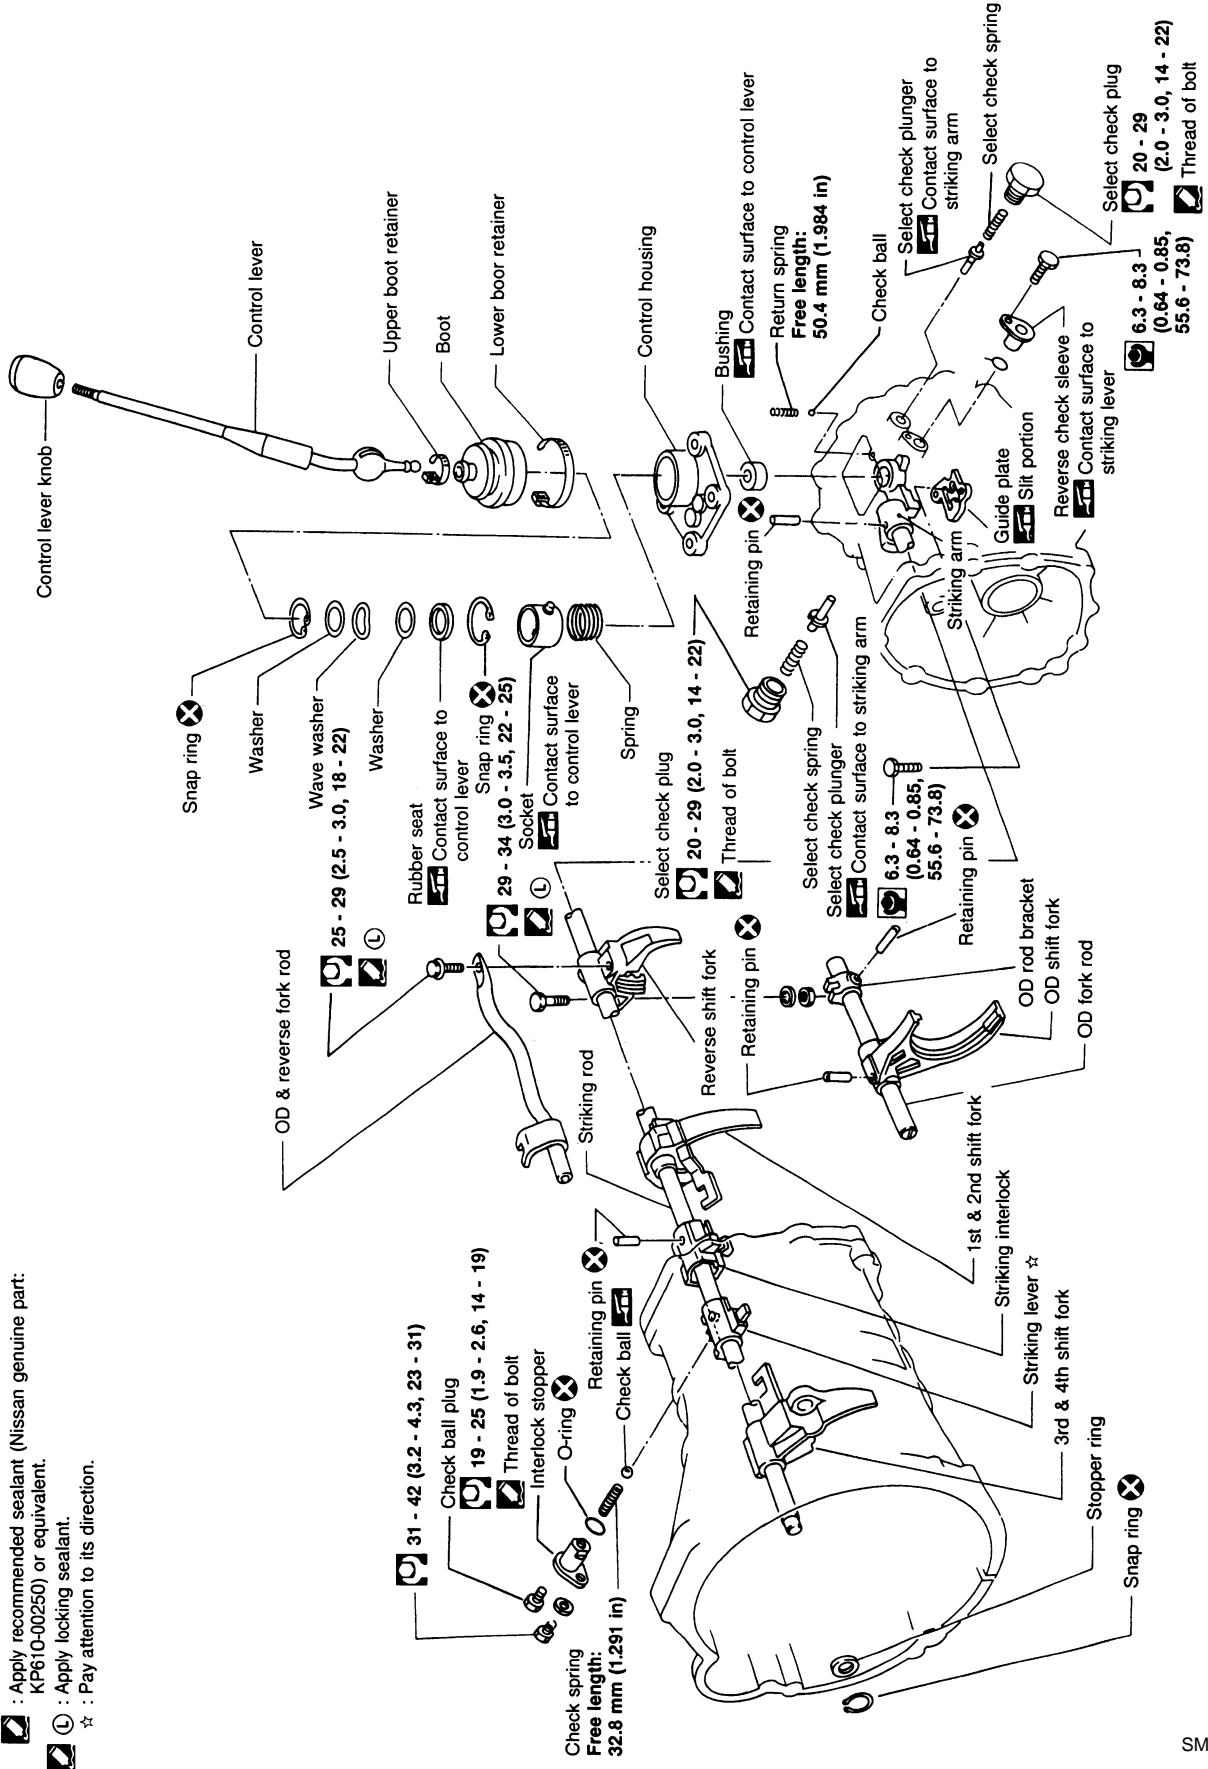 : Apply recommended sealant (Nissan genuine part:
KP610-00250) or equivalent.
Ⓛ : Apply locking sealant.
☆ : Pay attention to its direction.
Control lever knob
Control lever
Upper boot retainer
Boot
Lower boor retainer
Snap ring
Washer
Wave washer
Washer
Rubber seat
Contact surface to
control lever
Snap ring
Socket
Contact surface
to control lever
Spring
Control housing
Bushing
Contact surface to control lever
Return spring
Free length:
50.4 mm (1.984 in)
Check ball
Select check plunger
Contact surface to
striking arm
Select check spring
Select check plug
20 - 29
(2.0 - 3.0, 14 - 22)
Thread of bolt
6.3 - 8.3
(0.64 - 0.85,
55.6 - 73.8)
Reverse check sleeve
Contact surface to
striking lever
Guide plate
Slit portion
Striking arm
Retaining pin
OD & reverse fork rod
25 - 29 (2.5 - 3.0, 18 - 22)
Ⓛ
29 - 34 (3.0 - 3.5, 22 - 25)
Ⓛ
Select check plug
20 - 29 (2.0 - 3.0, 14 - 22)
Thread of bolt
Select check spring
Select check plunger
Contact surface to striking arm
6.3 - 8.3
(0.64 - 0.85,
55.6 - 73.8)
Retaining pin
OD rod bracket
OD shift fork
OD fork rod
Retaining pin
Reverse shift fork
Striking rod
1st & 2nd shift fork
Striking interlock
Striking lever ☆
3rd & 4th shift fork
Stopper ring
Snap ring
31 - 42 (3.2 - 4.3, 23 - 31)
Check ball plug
19 - 25 (1.9 - 2.6, 14 - 19)
Thread of bolt
Interlock stopper
O-ring
Retaining pin
Check ball
Check spring
Free length:
32.8 mm (1.291 in)
SM